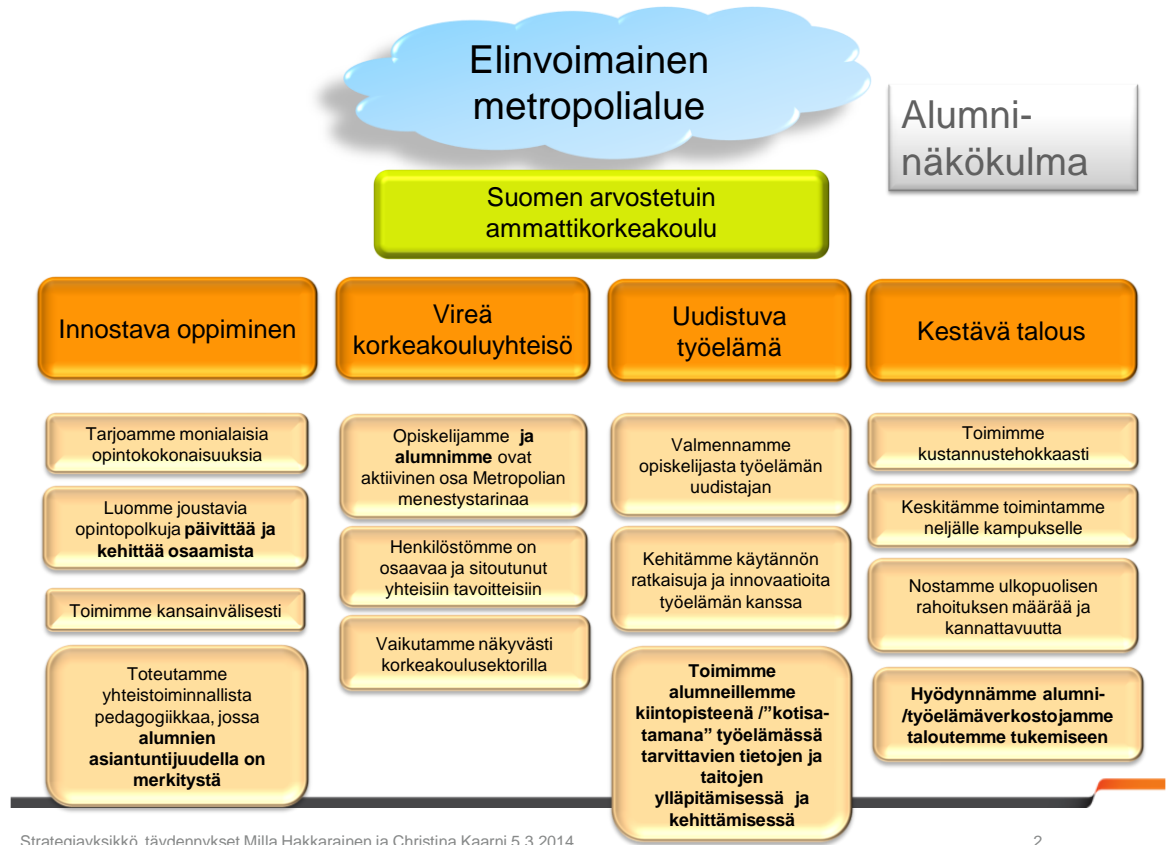 Elinvoimainen
metropolialue
Alumni-
näkökulma
Suomen arvostetuin
ammattikorkeakoulu
Innostava oppiminen
Vireä
korkeakouluyhteisö
Uudistuva
työelämä
Kestävä talous
Tarjoamme monialaisia
opintokokonaisuuksia
Luomme joustavia
opintopolkuja päivittää ja
kehittää osaamista
Toimimme kansainvälisesti
Toteutamme
yhteistoiminnallista
pedagogiikkaa, jossa
alumnien
asiantuntijuudella on
merkitystä
Opiskelijamme ja
alumnimme ovat
aktiivinen osa Metropolian
menestystarinaa
Henkilöstömme on
osaavaa ja sitoutunut
yhteisiin tavoitteisiin
Vaikutamme näkyvästi
korkeakoulusektorilla
Valmennamme
opiskelijasta työelämän
uudistajan
Kehitämme käytännön
ratkaisuja ja innovaatioita
työelämän kanssa
Toimimme
alumneillemme
kiintopisteenä /"kotisa-
tamana" työelämässä
tarvittavien tietojen ja
taitojen
ylläpitämisessä ja
kehittämisessä
Toimimme
kustannustehokkaasti
Keskitämme toimintamme
neljälle kampukselle
Nostamme ulkopuolisen
rahoituksen määrää ja
kannattavuutta
Hyödynnämme alumni-
/työelämäverkostojamme
taloutemme tukemiseen
Strategiayksikkö, täydennykset Milla Hakkarainen ja Christina Kaarni 5.3.2014
2